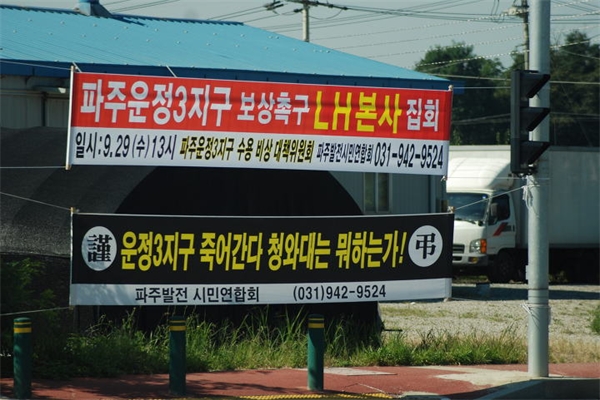 파주운정3지구 보상촉구 LH본사 집회
일시: 9.29 (수) 13시 파주운정3지구 수용 비상 대책위원회 파주발전시민연합회 031-942-9524
謹 운정3지구 죽어간다 청와대는 뭐하는가! 弔
파주발전 시민연합회 (031)942-9524